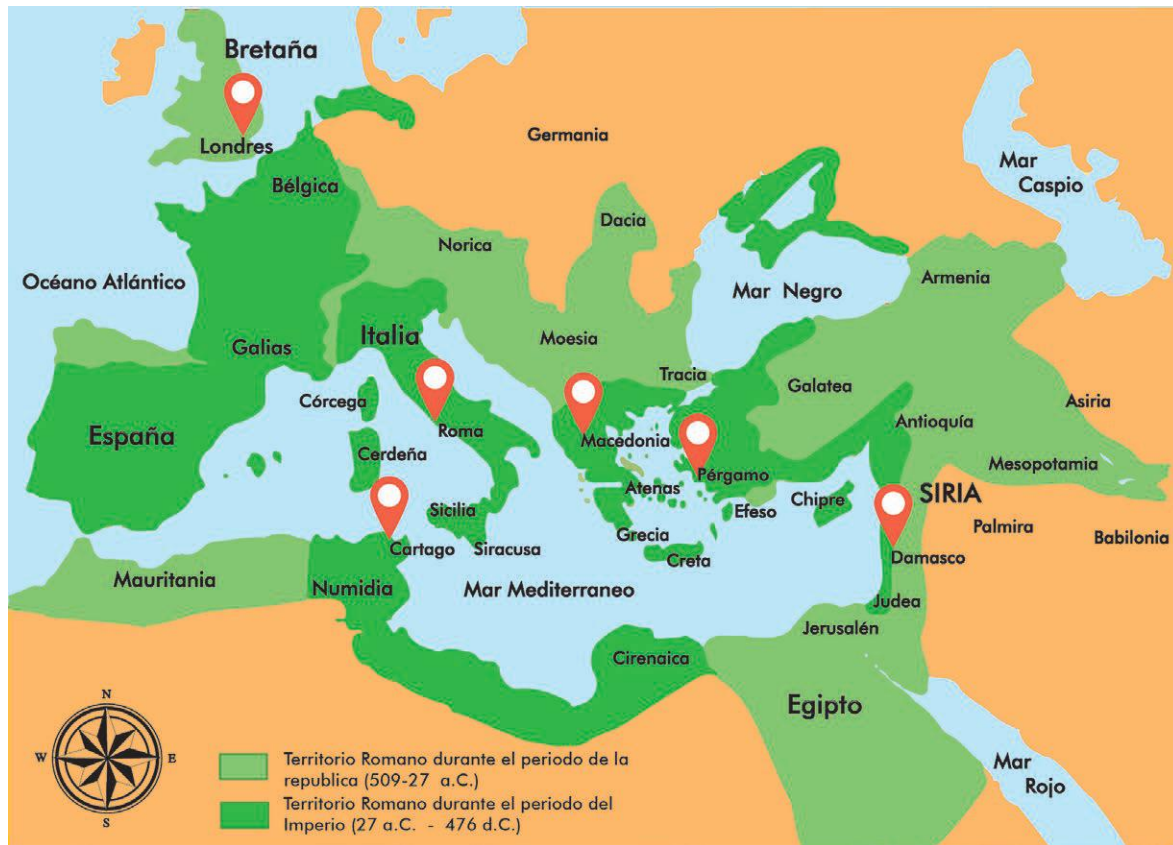 Bretaña
Londres
Germania
Mar
Caspio
Bélgica
Dacia
Norica
Océano Atlántico
Armenia
Mar Negro
Italia
Moesia
Galias
Tracia
Galatea
Córcega
Asiria
España
Roma
Macedonia
Antioquía
Cerdeña
Mesopotamia
Pérgamo
Atenas
Chipre
SIRIA
Sicilia
Efeso
Palmira
Grecia
Babilonia
Cartago
Siracusa
Creta
Damasco
Mauritania
Numidia
Mar Mediterraneo
Judea
Jerusalén
Cirenaica
Egipto
N
W
E
S
Territorio Romano durante el periodo de la
republica (509-27 a.C.)
Territorio Romano durante el periodo del
Imperio (27 a.C. - 476 d.C.)
Mar
Rojo